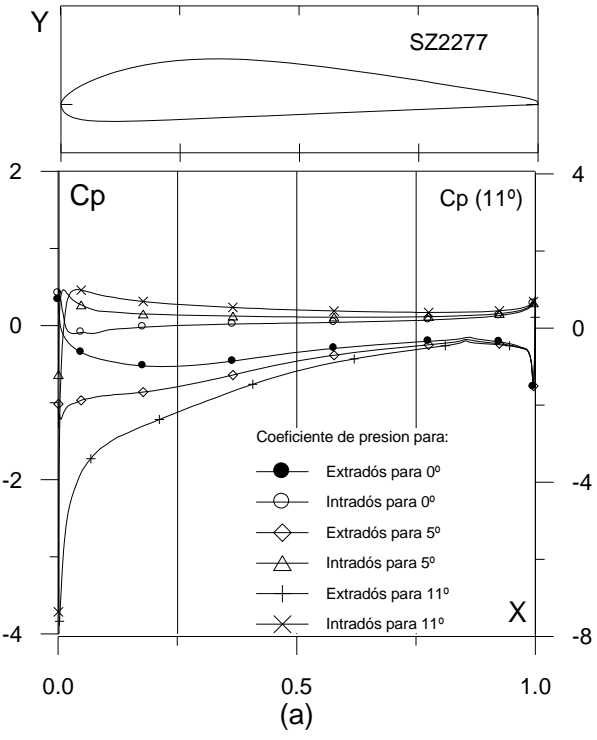 Y
SZ2277
2
Cp
Cp (11º)
4
2
0
0
-2
-2
-4
-4
-8
Coeficiente de presion para:
Extradós para 0º
Intradós para 0º
Extradós para 5º
Intradós para 5º
Extradós para 11º
Intradós para 11º
X
0.0
0.5
1.0
(a)